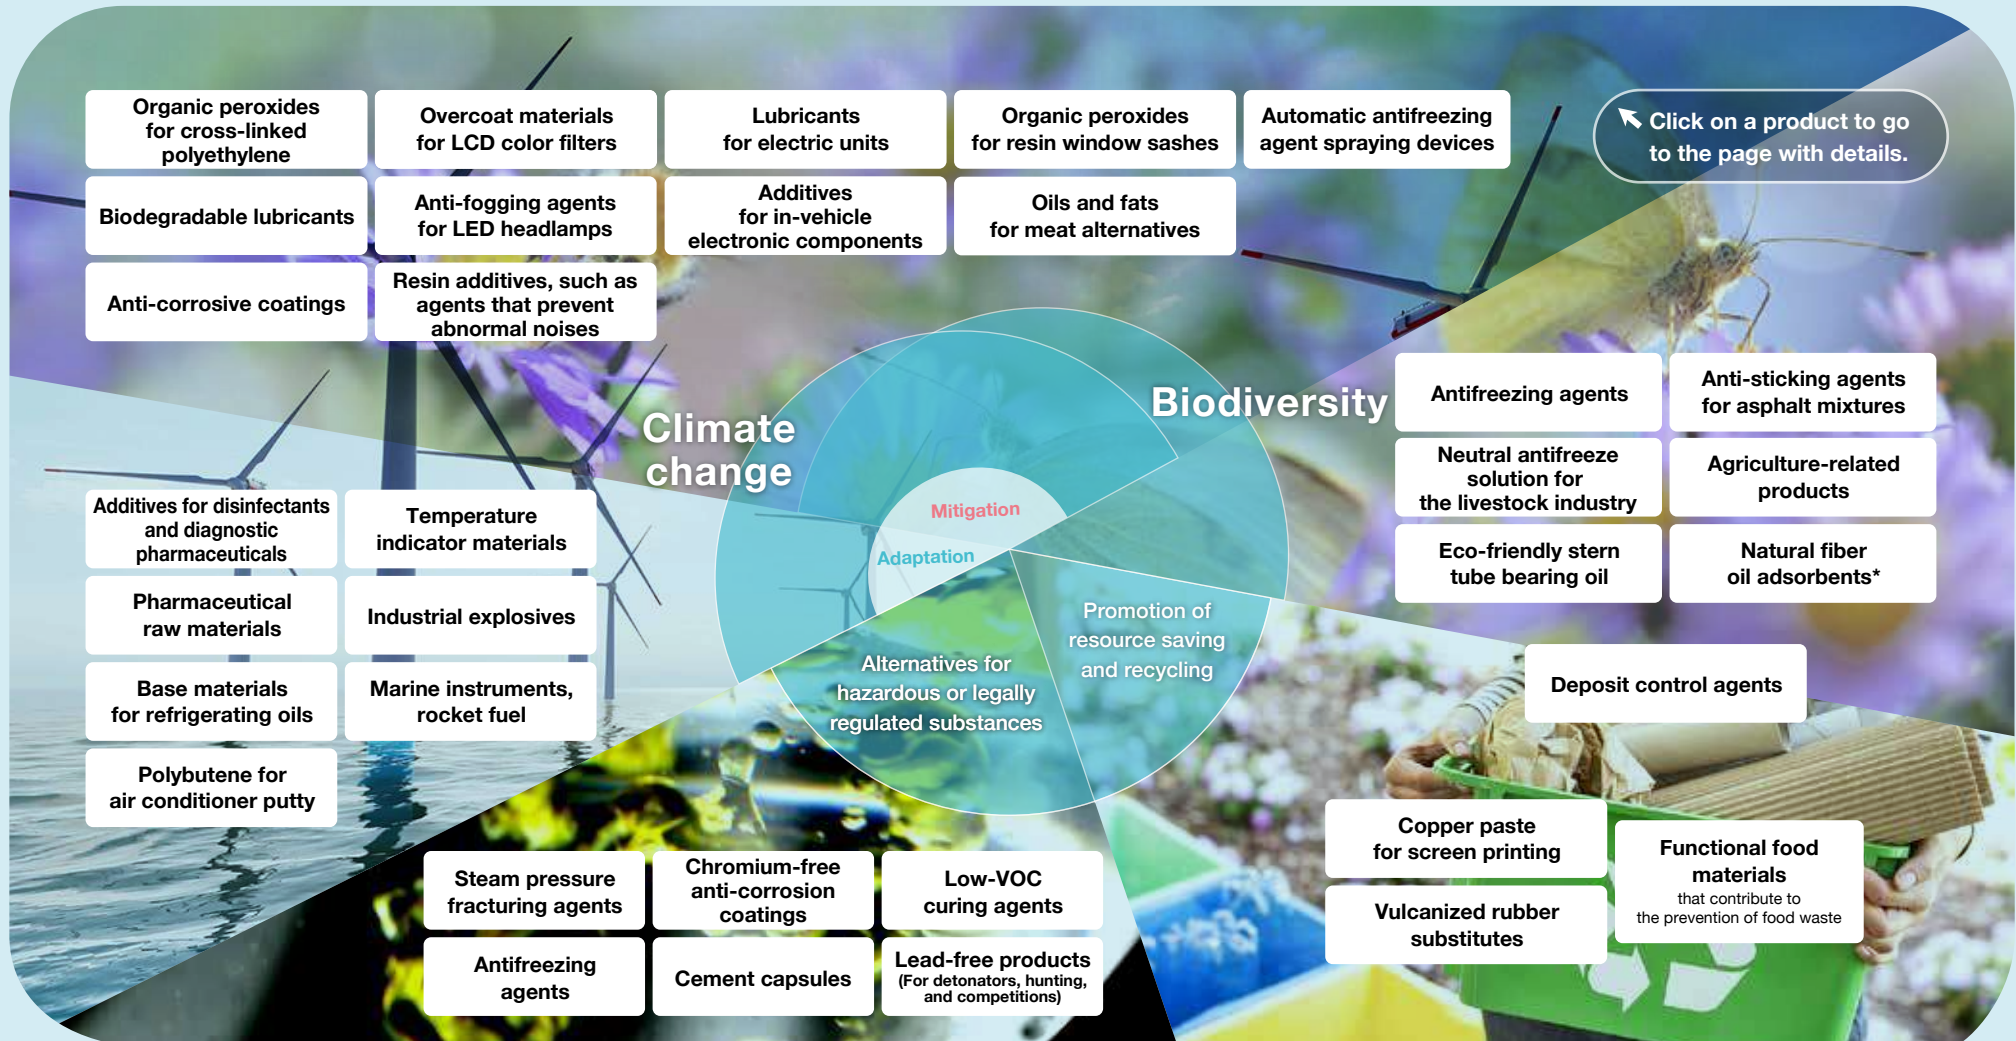 Organic peroxides
for cross-linked
polyethylene
Overcoat materials
for LCD color filters
Lubricants
for electric units
Organic peroxides
for resin window sashes
Automatic antifreezing
agent spraying devices
Click on a product to go
to the page with details.
Biodegradable lubricants
Anti-fogging agents
for LED headlamps
Additives
for in-vehicle
electronic components
Oils and fats
for meat alternatives
Anti-corrosive coatings
Resin additives, such as
agents that prevent
abnormal noises
Climate
change
Biodiversity
Mitigation
Adaptation
Antifreezing agents
Anti-sticking agents
for asphalt mixtures
Neutral antifreeze
solution for
the livestock industry
Agriculture-related
products
Eco-friendly stern
tube bearing oil
Natural fiber
oil adsorbents*
Additives for disinfectants
and diagnostic
pharmaceuticals
Temperature
indicator materials
Pharmaceutical
raw materials
Industrial explosives
Base materials
for refrigerating oils
Marine instruments,
rocket fuel
Polybutene for
air conditioner putty
Alternatives for
hazardous or legally
regulated substances
Promotion of
resource saving
and recycling
Deposit control agents
Copper paste
for screen printing
Functional food
materials
that contribute to
the prevention of food waste
Vulcanized rubber
substitutes
Steam pressure
fracturing agents
Chromium-free
anti-corrosion
coatings
Low-VOC
curing agents
Antifreezing
agents
Cement capsules
Lead-free products
(For detonators, hunting,
and competitions)